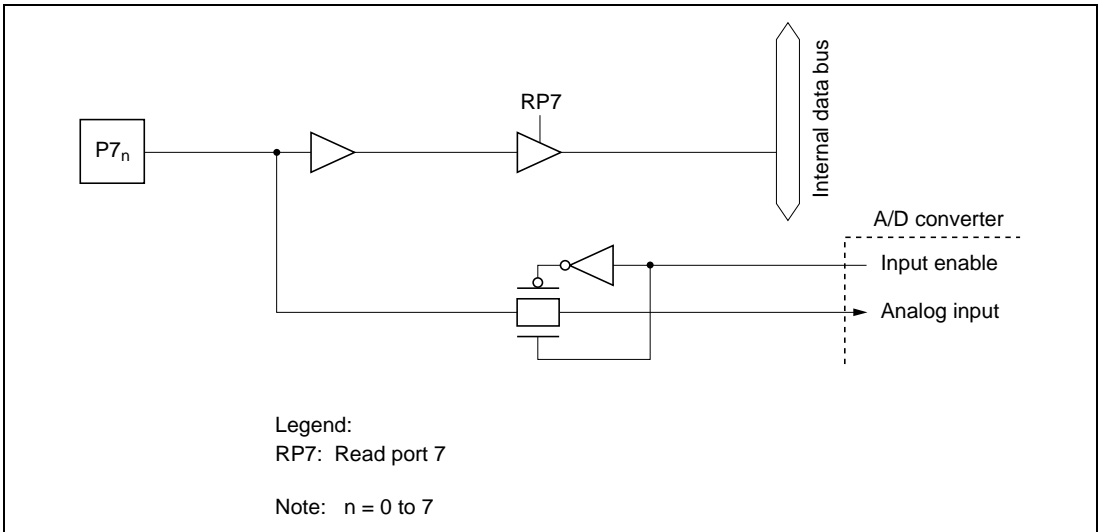 RP7
P7n
Internal data bus
A/D converter
Input enable
Analog input
Legend:
RP7: Read port 7
Note: n = 0 to 7